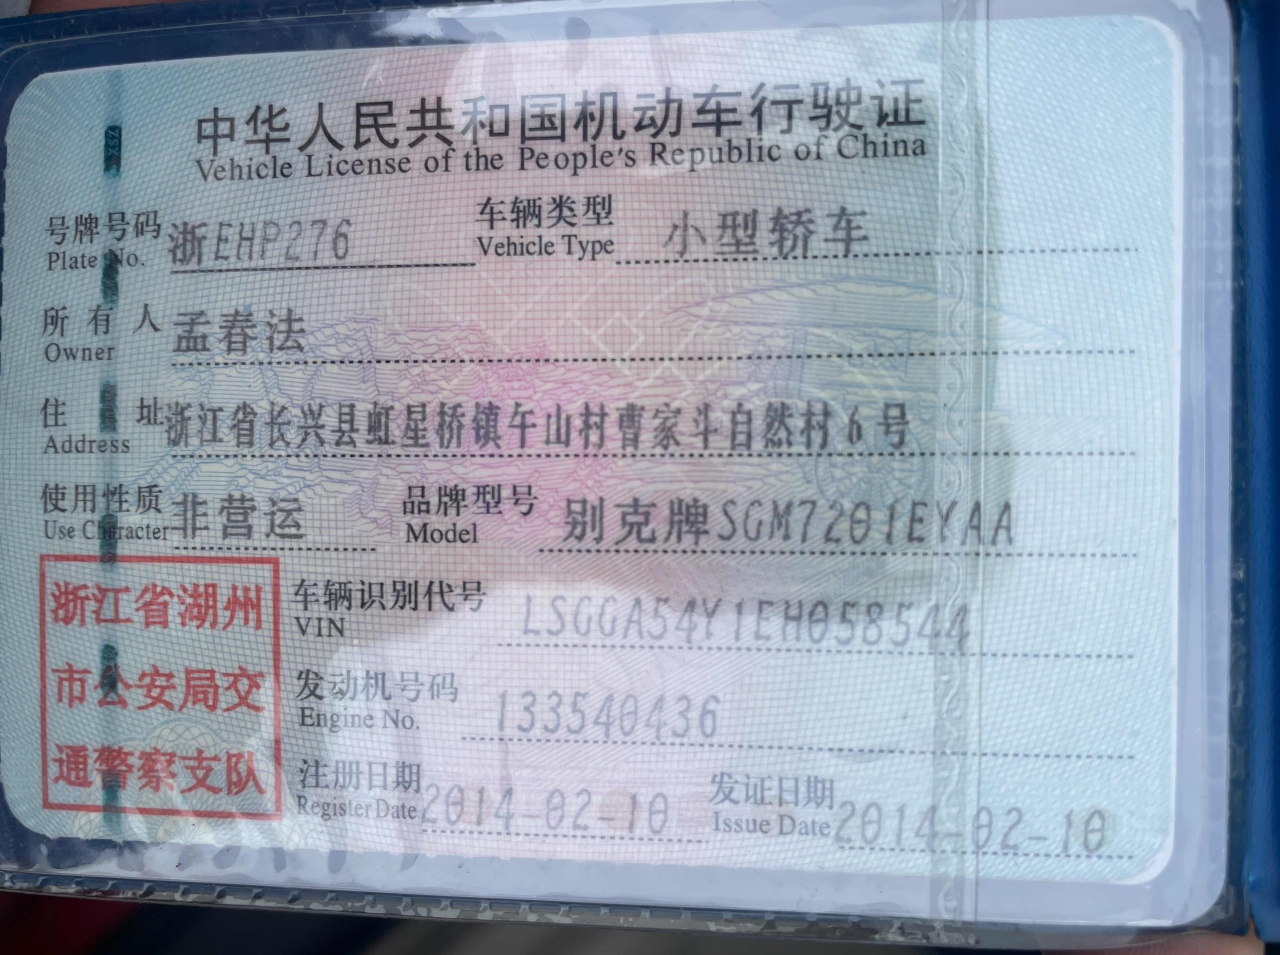 中华人民共和国机动车行驶证
Vehicle License of the People's Republic of China
号牌号码 浙EHP276 车辆类型 小型轿车
Plate No. Vehicle Type
所有人 孟春法
Owner
住址 浙江省长兴县虹星桥镇午山村曹家斗自然村6号
Address
使用性质 非营运 品牌型号 别克牌SGM7201EYAA
Use Character Model
浙江省湖州
市公安局交
通警察支队
车辆识别代号 LSGGA54Y1EH058544
VIN
发动机号码 133540436
Engine No.
注册日期 2014-02-10 发证日期 2014-02-10
Register Date Issue Date